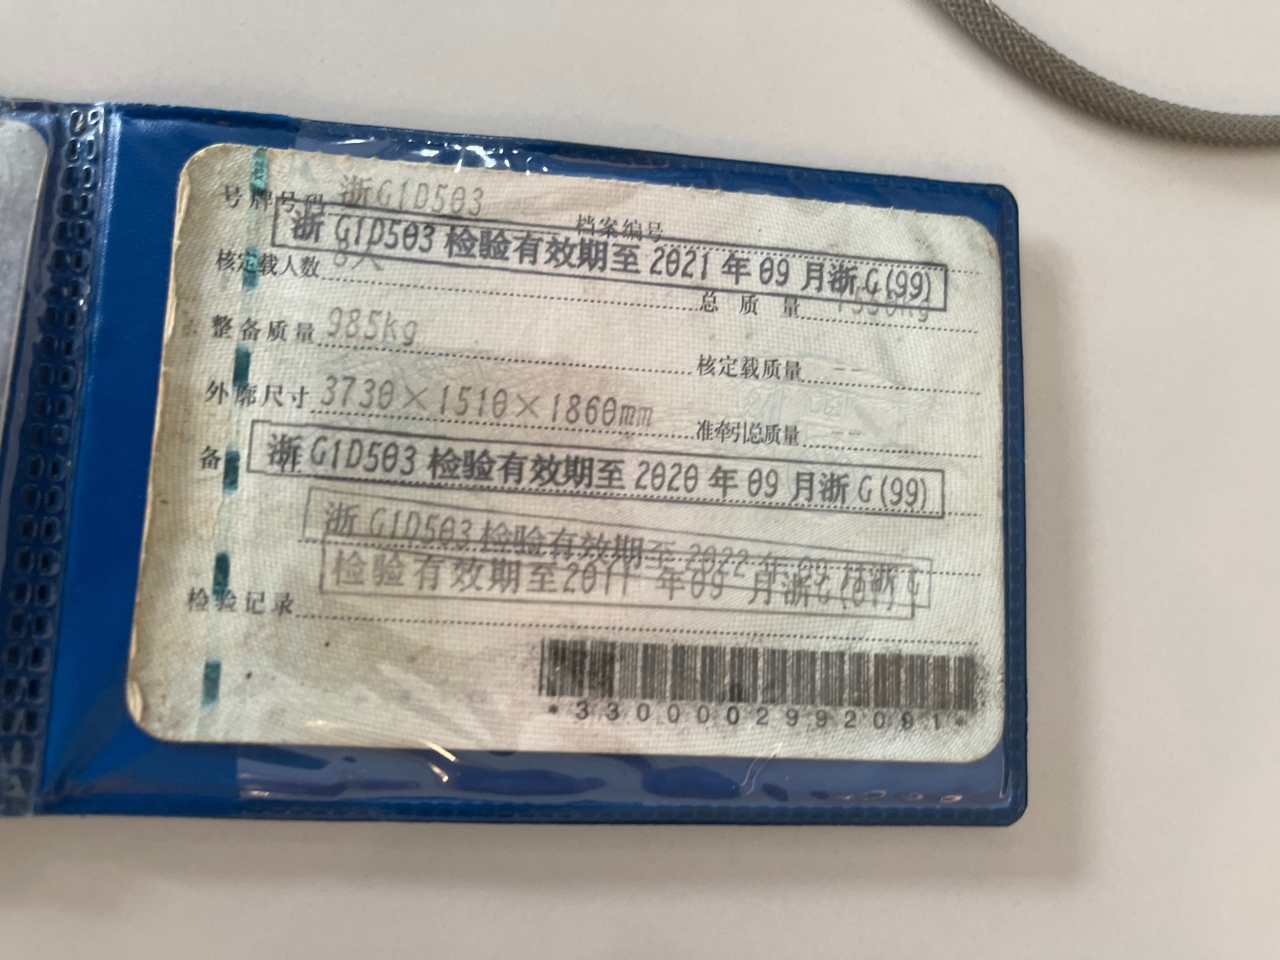 号牌号码 浙G1D503 档案编号
浙 G1D503 检验有效期至 2021 年 09 月浙 G(99)
核定载人数 8人
总质量
整备质量 985kg
核定载质量 --
外廓尺寸 3730×1510×1860mm
准牵引总质量 --
备
浙 G1D503 检验有效期至 2020 年 09 月浙 G(99)
浙 G1D503 检验有效期至 2022 年
检验有效期至201 年09 月浙G
检验记录
*3300002992081*